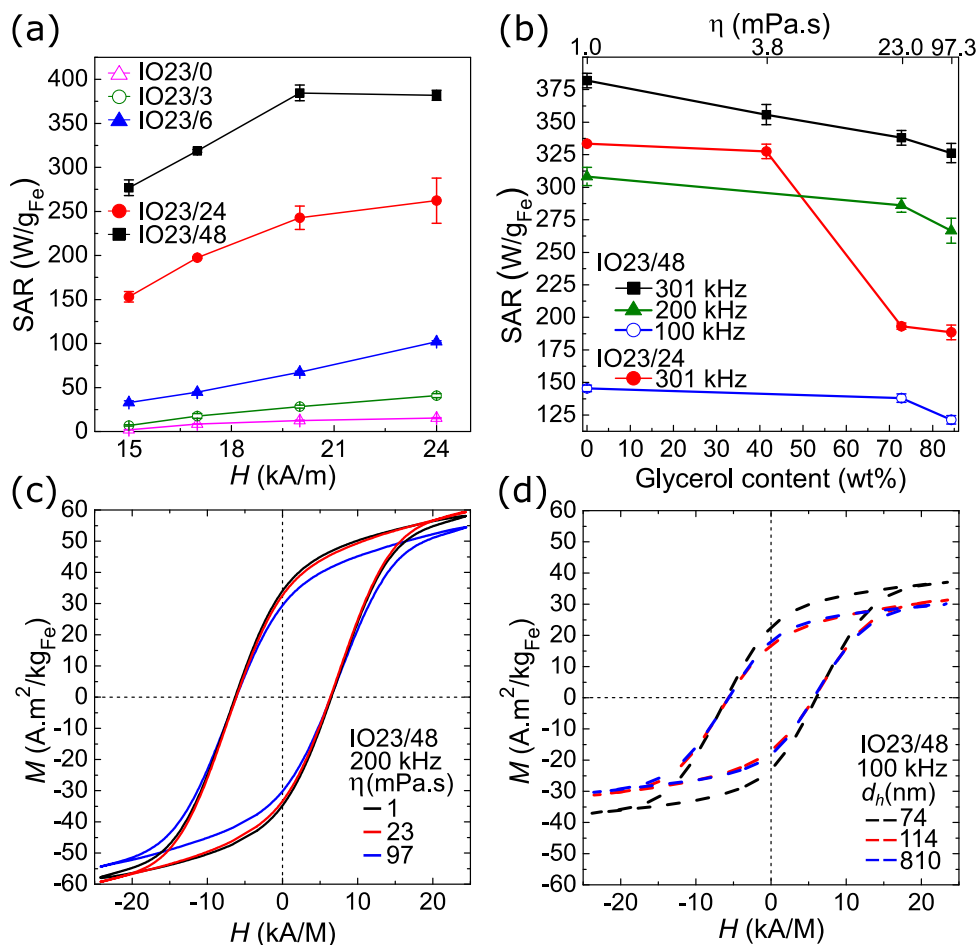 (a)
400
350
300
250
200
150
100
50
0
SAR (W/g_Fe)
IO23/0
IO23/3
IO23/6
IO23/24
IO23/48
15 18 21 24
H (kA/m)
(b)
η (mPa.s)
1.0 3.8 23.0 97.3
375
350
325
300
275
250
225
200
175
150
125
SAR (W/g_Fe)
IO23/48
301 kHz
200 kHz
100 kHz
IO23/24
301 kHz
0 10 20 30 40 50 60 70 80
Glycerol content (wt%)
(c)
60
50
40
30
20
10
0
-10
-20
-30
-40
-50
-60
M (A.m²/kg_Fe)
IO23/48
200 kHz
η(mPa.s)
1
23
97
-20 -10 0 10 20
H (kA/M)
(d)
60
50
40
30
20
10
0
-10
-20
-30
-40
-50
-60
M (A.m²/kg_Fe)
IO23/48
100 kHz
d_h(nm)
74
114
810
-20 -10 0 10 20
H (kA/M)